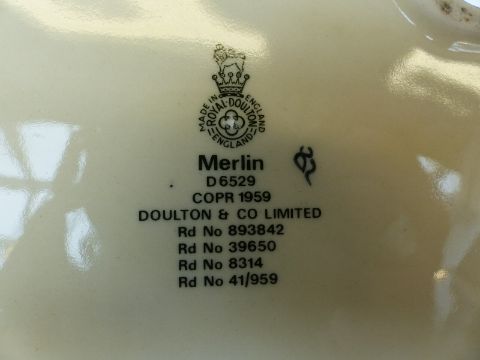 MADE IN ENGLAND
ROYAL·DOULTON
ENGLAND
Merlin
D 6529
COPR 1959
DOULTON & CO LIMITED
Rd No 893842
Rd No 39650
Rd No 8314
Rd No 41/959